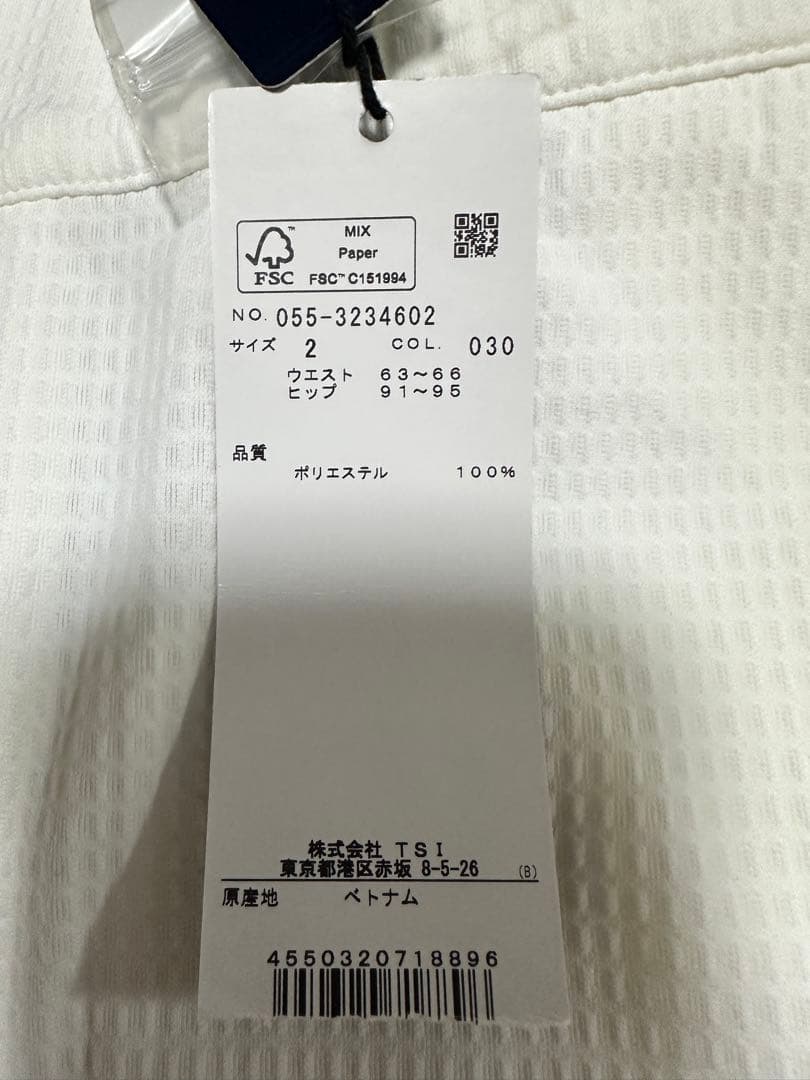 FSC™
MIX
Paper
FSC™ C151994
NO. 055-3234602
サイズ 2 COL. 030
ウエスト 63～66
ヒップ 91～95
品質
ポリエステル 100%
株式会社 TSI
東京都港区赤坂 8-5-26 (B)
原産地 ベトナム
4550320718896